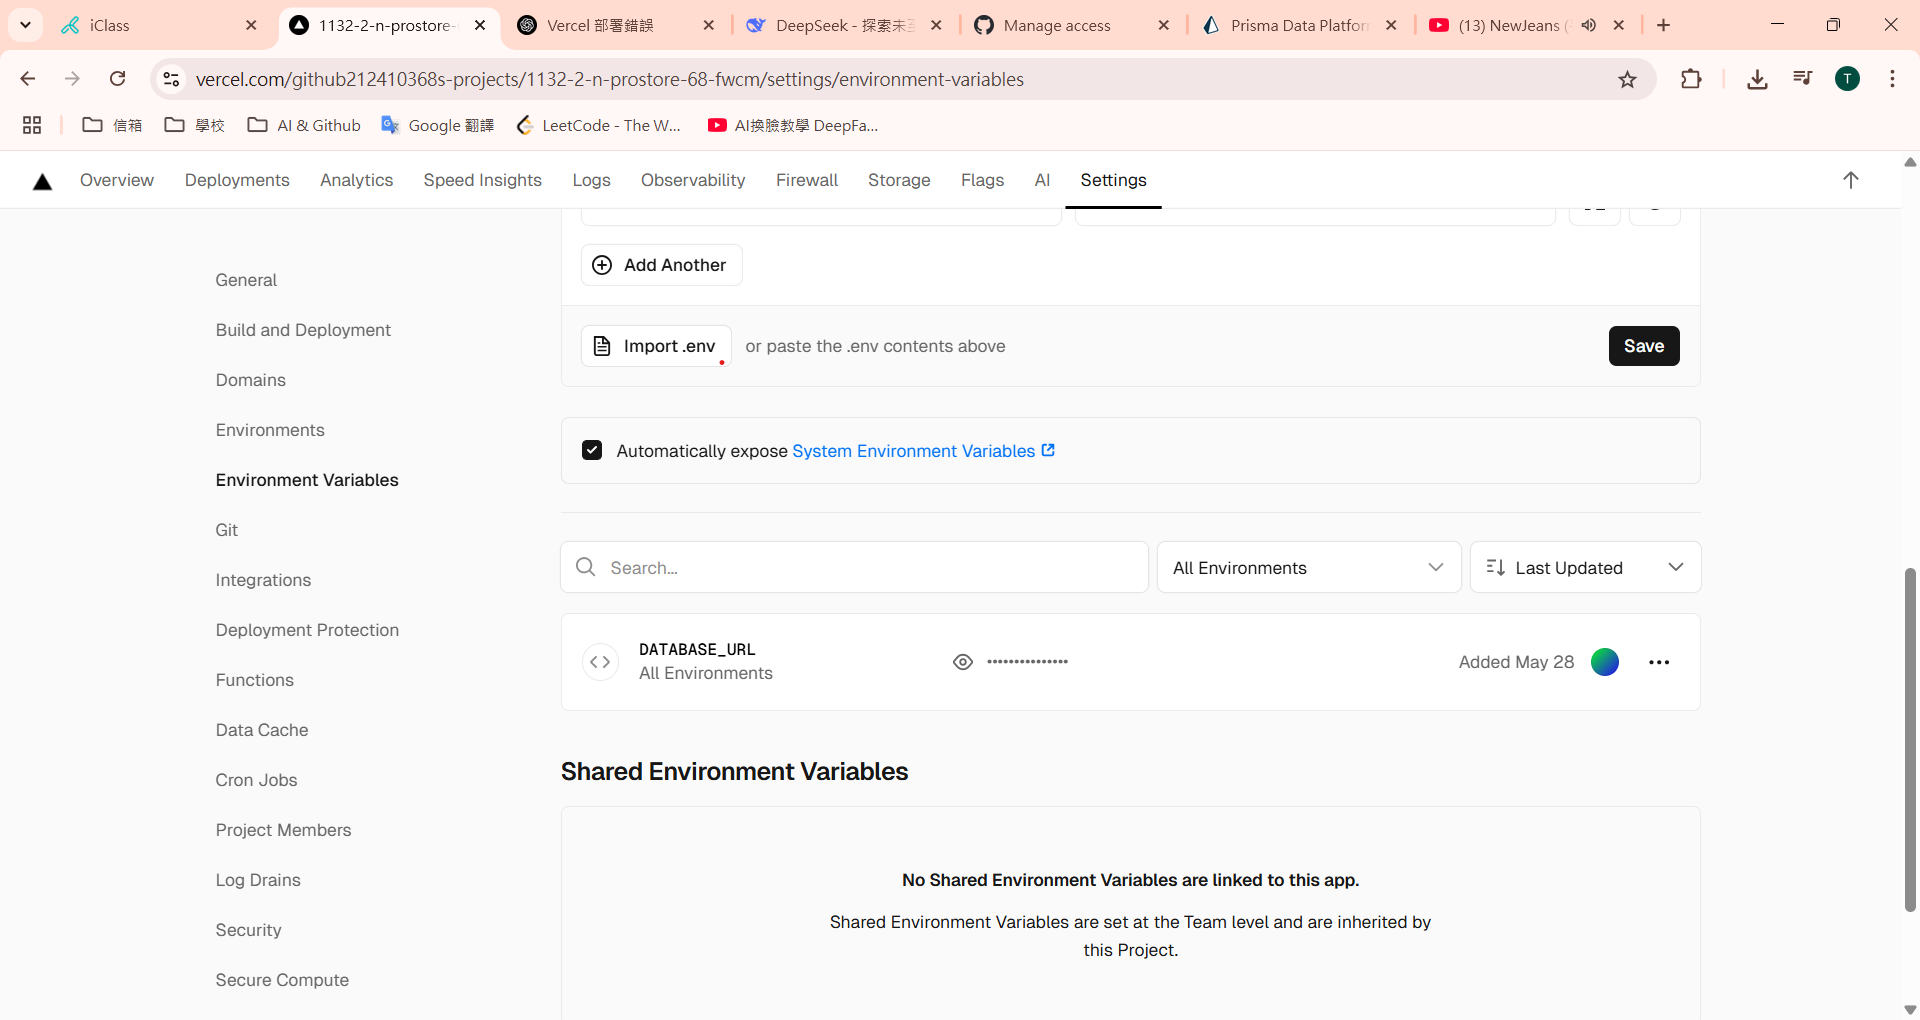 iClass
1132-2-n-prostore-
Vercel 部署錯誤
DeepSeek - 探索未至
Manage access
Prisma Data Platform
(13) NewJeans (
vercel.com/github212410368s-projects/1132-2-n-prostore-68-fwcm/settings/environment-variables
T
信箱
學校
AI & Github
Google 翻譯
LeetCode - The W...
AI換臉教學 DeepFa...
Overview
Deployments
Analytics
Speed Insights
Logs
Observability
Firewall
Storage
Flags
AI
Settings
General
Build and Deployment
Domains
Environments
Environment Variables
Git
Integrations
Deployment Protection
Functions
Data Cache
Cron Jobs
Project Members
Log Drains
Security
Secure Compute
Add Another
Import .env
or paste the .env contents above
Save
Automatically expose System Environment Variables
Search...
All Environments
Last Updated
DATABASE_URL
All Environments
•••••••••••••••
Added May 28
Shared Environment Variables
No Shared Environment Variables are linked to this app.
Shared Environment Variables are set at the Team level and are inherited by
this Project.